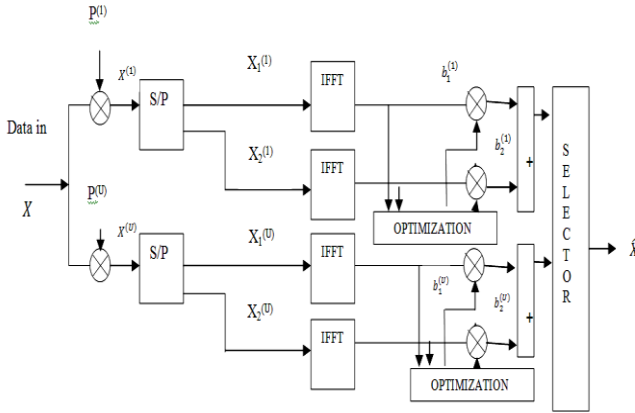 P(1)
X(1)
S/P
X1(1)
IFFT
b1(1)
Data in
X2(1)
IFFT
b2(1)
+
X
P(U)
OPTIMIZATION
SELECTOR
X̂
X(U)
S/P
X1(U)
IFFT
b1(U)
X2(U)
IFFT
b2(U)
+
OPTIMIZATION